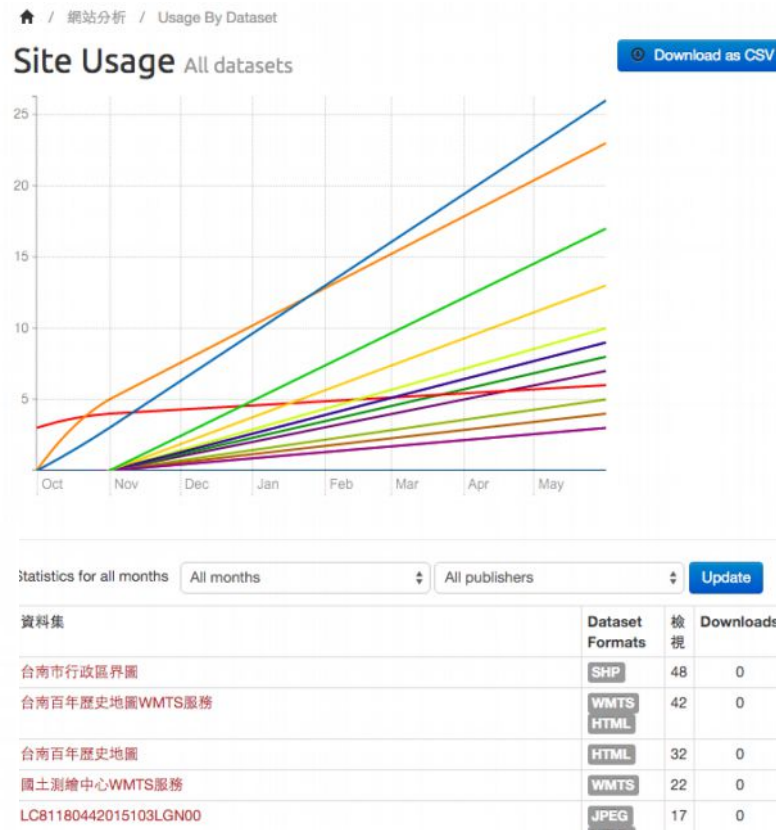 / 網站分析 / Usage By Dataset
Site Usage All datasets
Download as CSV
25
20
15
10
5
Oct Nov Dec Jan Feb Mar Apr May
Statistics for all months All months All publishers Update
資料集 Dataset Formats 檢視 Downloads
台南市行政區界圖 SHP 48 0
台南百年歷史地圖WMTS服務 WMTS HTML 42 0
台南百年歷史地圖 HTML 32 0
國土測繪中心WMTS服務 WMTS 22 0
LC81180442015103LGN00 JPEG 17 0